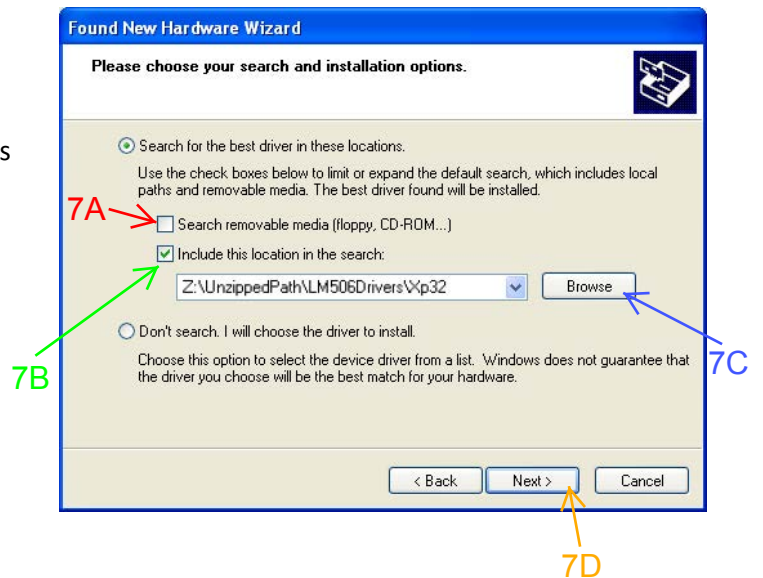 Found New Hardware Wizard
Please choose your search and installation options.
s
Search for the best driver in these locations.
Use the check boxes below to limit or expand the default search, which includes local
paths and removable media. The best driver found will be installed.
7A
Search removable media (floppy, CD-ROM...)
Include this location in the search:
Z:\UnzippedPath\LM506Drivers\Xp32
Browse
Don't search. I will choose the driver to install.
7B
Choose this option to select the device driver from a list. Windows does not guarantee that
the driver you choose will be the best match for your hardware.
7C
< Back
Next >
Cancel
7D